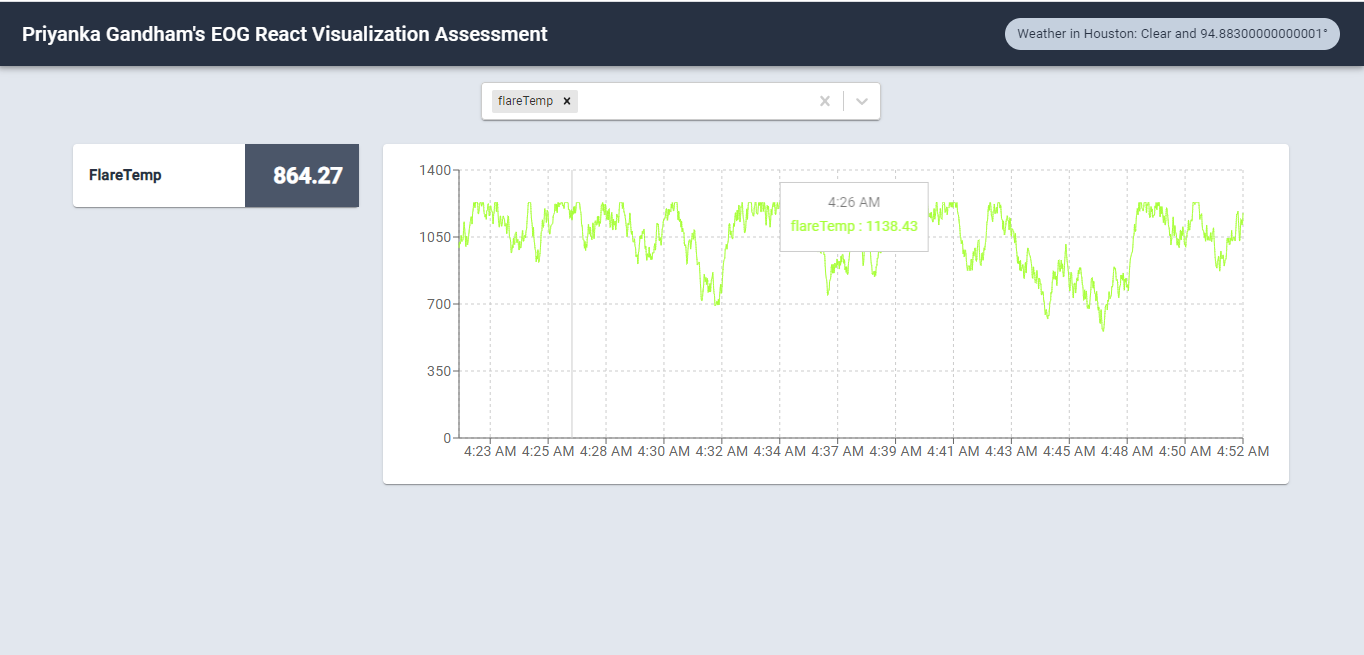 Priyanka Gandham's EOG React Visualization Assessment
Weather in Houston: Clear and 94.88300000000001°
flareTemp
FlareTemp
864.27
1400
1050
700
350
0
4:26 AM
flareTemp : 1138.43
4:23 AM 4:25 AM 4:28 AM 4:30 AM 4:32 AM 4:34 AM 4:37 AM 4:39 AM 4:41 AM 4:43 AM 4:45 AM 4:48 AM 4:50 AM 4:52 AM